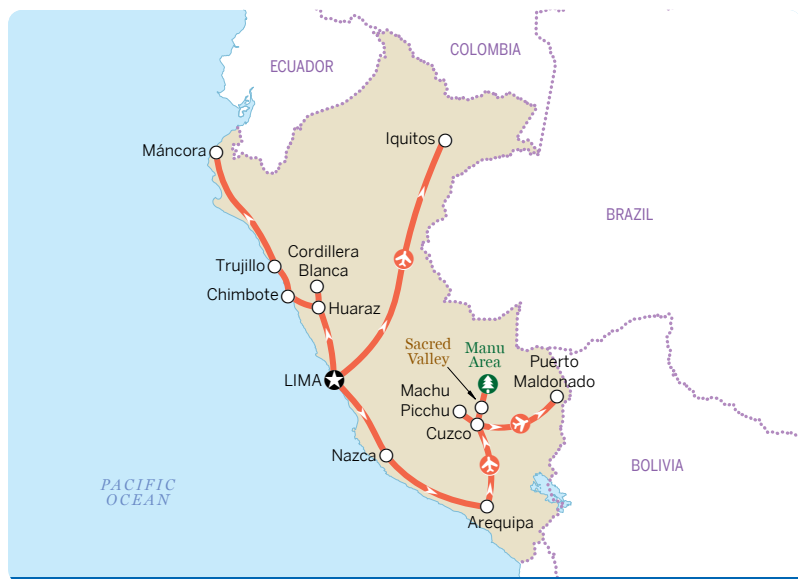 COLOMBIA
ECUADOR
Iquitos
Máncora
BRAZIL
Cordillera
Blanca
Trujillo
Chimbote
Huaraz
Sacred
Valley
Manu
Area
Puerto
Maldonado
LIMA
Machu
Picchu
Cuzco
Nazca
BOLIVIA
PACIFIC
OCEAN
Arequipa